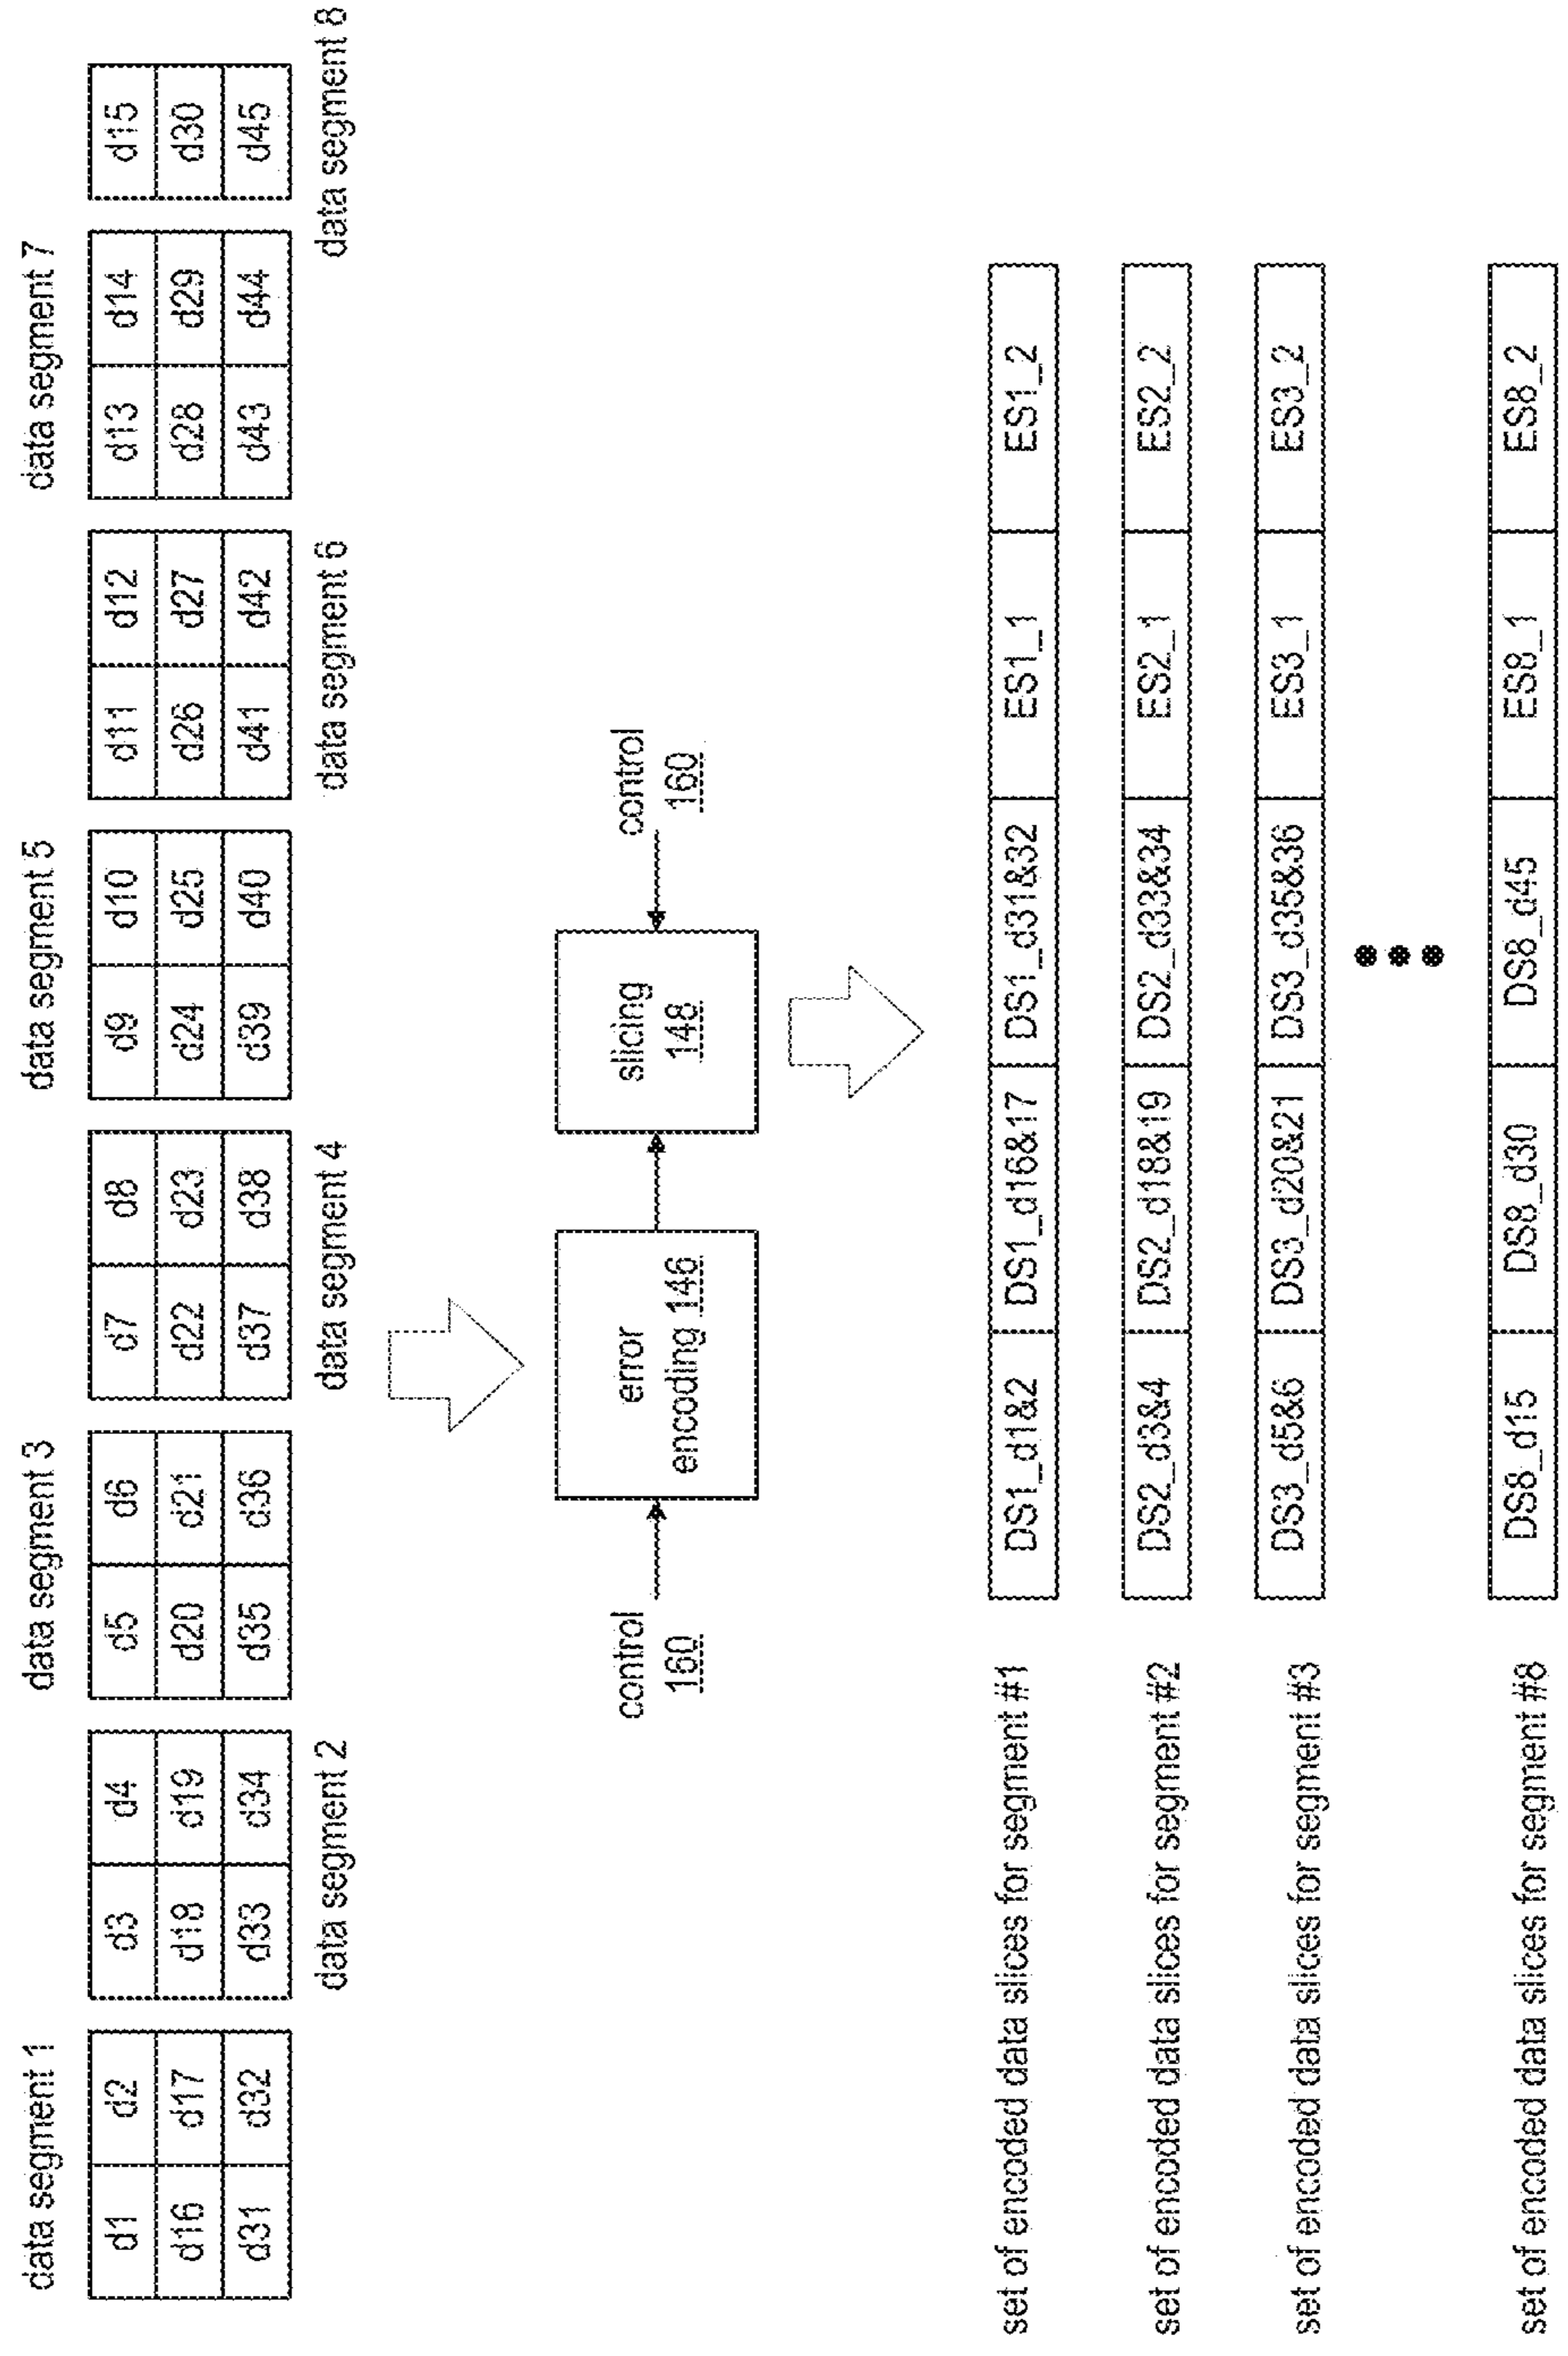 data segment 1
data segment 3
data segment 5
data segment 7
d1 d2 d3 d4 d5 d6 d7 d8 d9 d10 d11 d12 d13 d14 d15
d16 d17 d18 d19 d20 d21 d22 d23 d24 d25 d26 d27 d28 d29 d30
d31 d32 d33 d34 d35 d36 d37 d38 d39 d40 d41 d42 d43 d44 d45
data segment 2
data segment 4
data segment 6
data segment 8
control
160
error
encoding 146
slicing
148
control
160
set of encoded data slices for segment #1 DS1_d1&2 DS1_d16&17 DS1_d31&32 ES1_1 ES1_2
set of encoded data slices for segment #2 DS2_d3&4 DS2_d18&19 DS2_d33&34 ES2_1 ES2_2
set of encoded data slices for segment #3 DS3_d5&6 DS3_d20&21 DS3_d35&36 ES3_1 ES3_2
set of encoded data slices for segment #8 DS8_d15 DS8_d30 DS8_d45 ES8_1 ES8_2